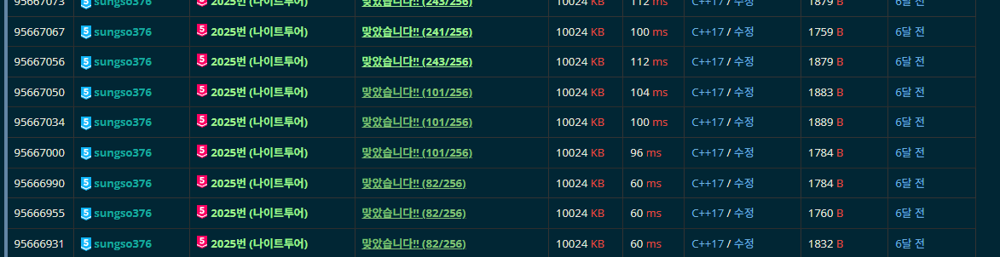 95667073 5 sungso376 5 2025번 (나이트투어) 맞았습니다!! (243/256) 10024 KB 112 ms C++17 / 수정 1879 B 6달 전
95667067 5 sungso376 5 2025번 (나이트투어) 맞았습니다!! (241/256) 10024 KB 100 ms C++17 / 수정 1759 B 6달 전
95667056 5 sungso376 5 2025번 (나이트투어) 맞았습니다!! (243/256) 10024 KB 112 ms C++17 / 수정 1879 B 6달 전
95667050 5 sungso376 5 2025번 (나이트투어) 맞았습니다!! (101/256) 10024 KB 104 ms C++17 / 수정 1883 B 6달 전
95667034 5 sungso376 5 2025번 (나이트투어) 맞았습니다!! (101/256) 10024 KB 100 ms C++17 / 수정 1889 B 6달 전
95667000 5 sungso376 5 2025번 (나이트투어) 맞았습니다!! (101/256) 10024 KB 96 ms C++17 / 수정 1784 B 6달 전
95666990 5 sungso376 5 2025번 (나이트투어) 맞았습니다!! (82/256) 10024 KB 60 ms C++17 / 수정 1784 B 6달 전
95666955 5 sungso376 5 2025번 (나이트투어) 맞았습니다!! (82/256) 10024 KB 60 ms C++17 / 수정 1760 B 6달 전
95666931 5 sungso376 5 2025번 (나이트투어) 맞았습니다!! (82/256) 10024 KB 60 ms C++17 / 수정 1832 B 6달 전